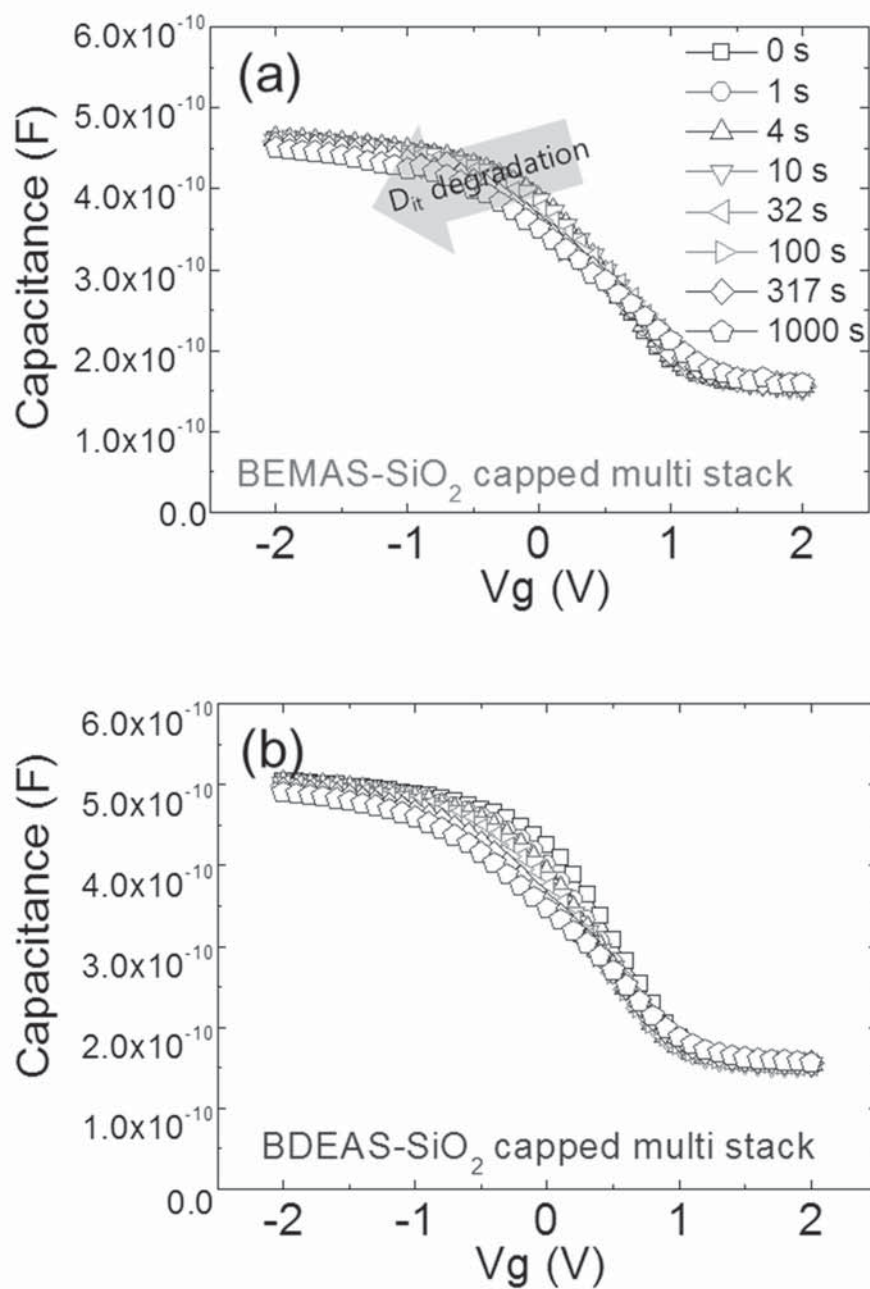 6.0x10⁻¹⁰
5.0x10⁻¹⁰
4.0x10⁻¹⁰
3.0x10⁻¹⁰
2.0x10⁻¹⁰
1.0x10⁻¹⁰
0.0
Capacitance (F)
(a)
0 s
1 s
4 s
10 s
32 s
100 s
317 s
1000 s
D_it degradation
BEMAS-SiO₂ capped multi stack
-2 -1 0 1 2
Vg (V)
6.0x10⁻¹⁰
5.0x10⁻¹⁰
4.0x10⁻¹⁰
3.0x10⁻¹⁰
2.0x10⁻¹⁰
1.0x10⁻¹⁰
0.0
Capacitance (F)
(b)
BDEAS-SiO₂ capped multi stack
-2 -1 0 1 2
Vg (V)